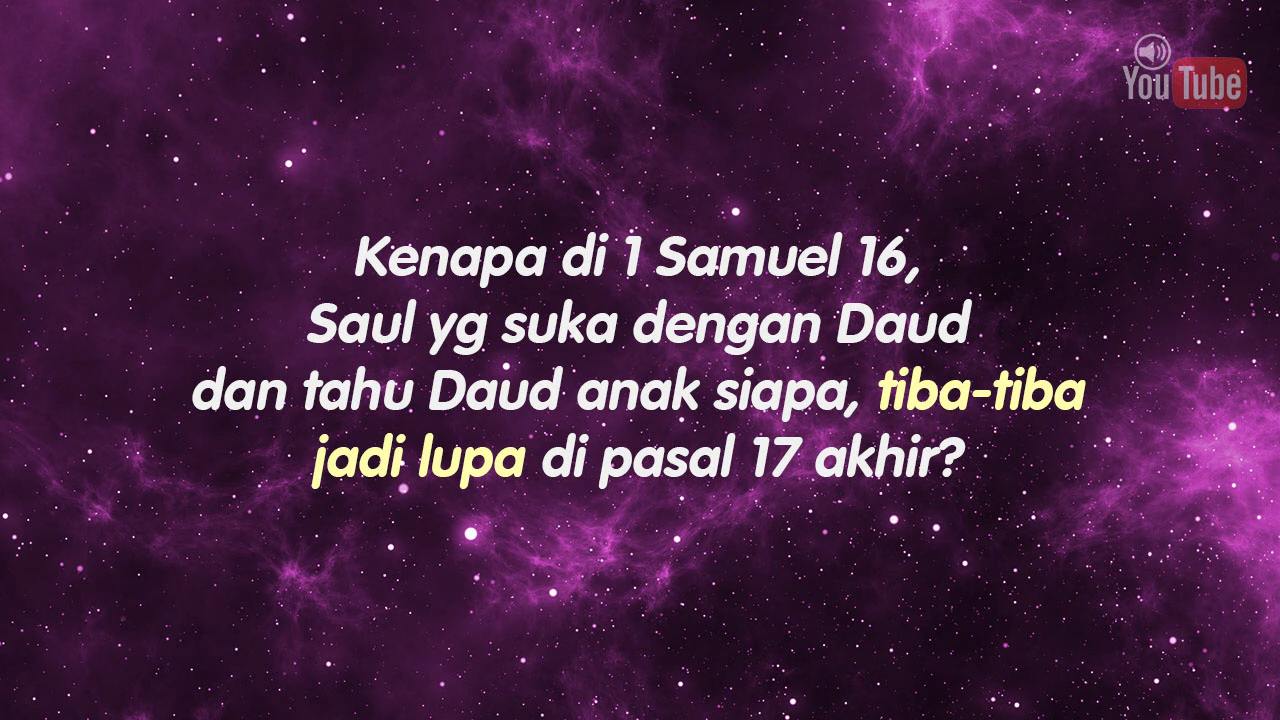 YouTube
Kenapa di 1 Samuel 16,
Saul yg suka dengan Daud
dan tahu Daud anak siapa, tiba-tiba
jadi lupa di pasal 17 akhir?